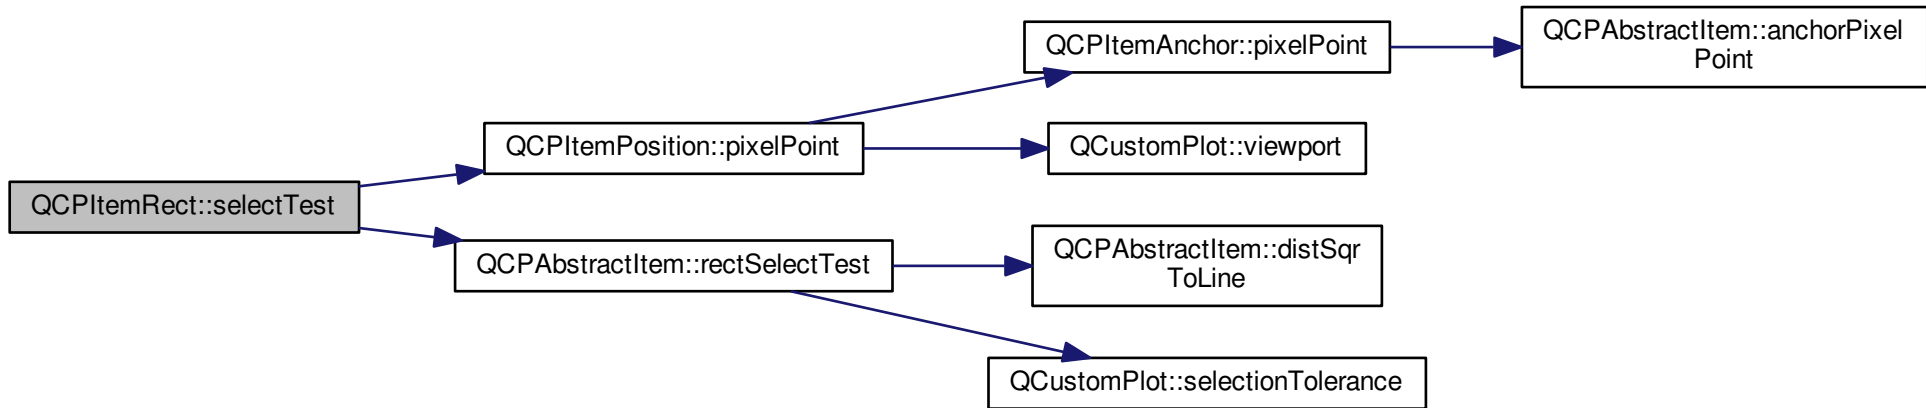 QCPItemRect::selectTest
QCPItemPosition::pixelPoint
QCPItemAnchor::pixelPoint
QCPAbstractItem::anchorPixel
Point
QCustomPlot::viewport
QCPAbstractItem::rectSelectTest
QCPAbstractItem::distSqr
ToLine
QCustomPlot::selectionTolerance